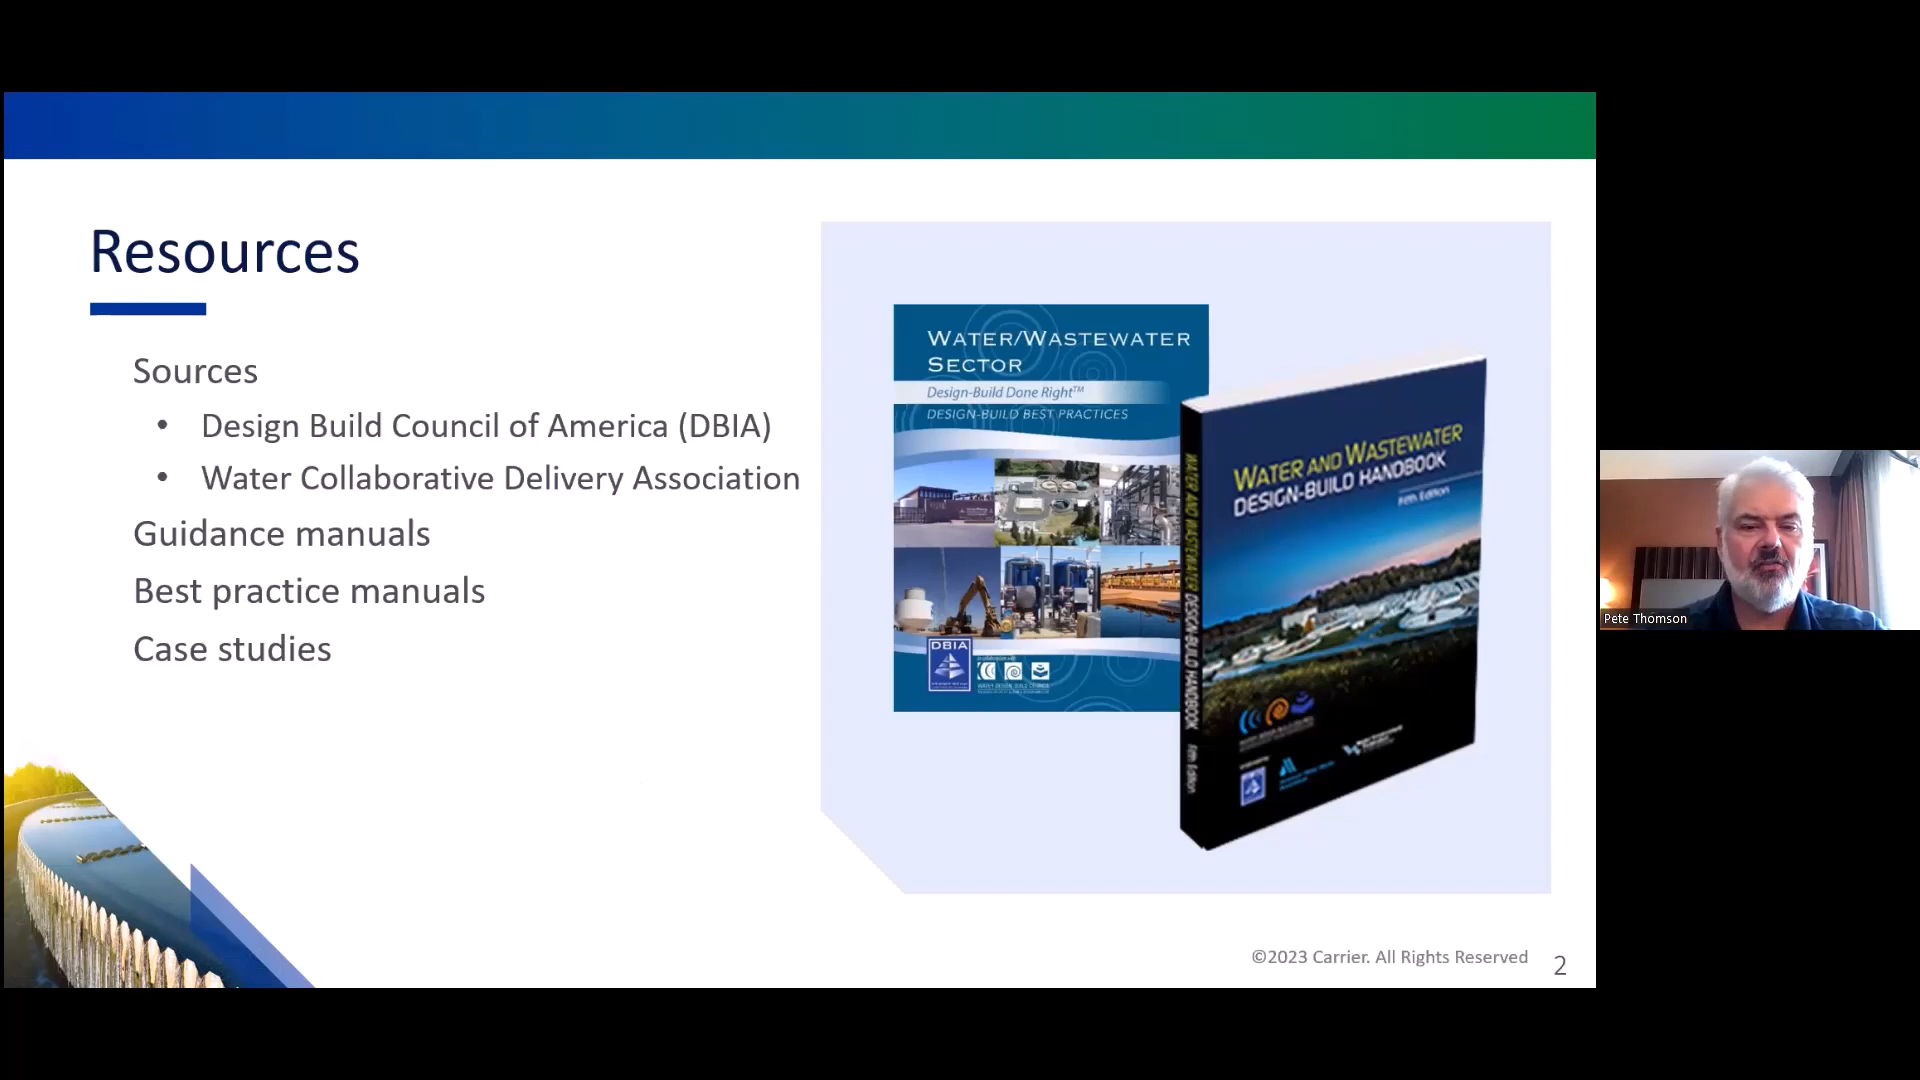 Resources
Sources
• Design Build Council of America (DBIA)
• Water Collaborative Delivery Association
Guidance manuals
Best practice manuals
Case studies
WATER/WASTEWATER
SECTOR
Design-Build Done Right™
DESIGN-BUILD BEST PRACTICES
DBIA
WATER AND WASTEWATER
DESIGN-BUILD HANDBOOK
Fifth Edition
WATER AND WASTEWATER DESIGN-BUILD HANDBOOK Fifth Edition
©2023 Carrier. All Rights Reserved
2
Pete Thomson